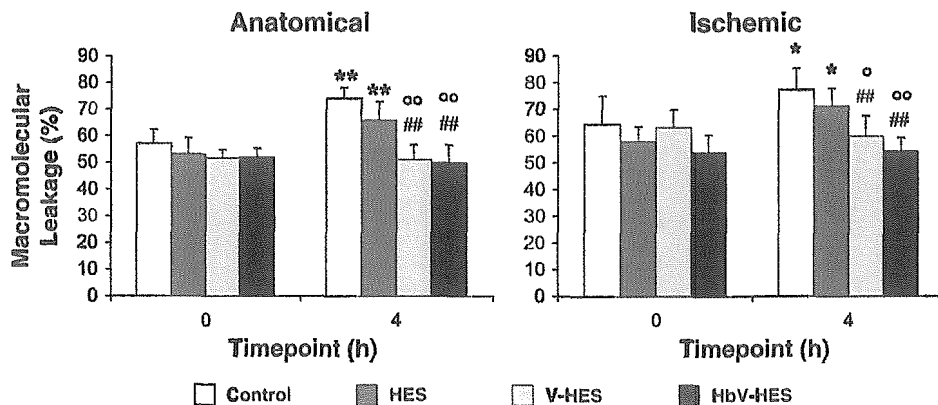 Anatomical
Ischemic
Macromolecular
Leakage (%)
90
80
70
60
50
40
30
20
10
0
** ** oo oo
## ##
0 4
Timepoint (h)
90
80
70
60
50
40
30
20
10
0
* * o oo
## ##
0 4
Timepoint (h)
Control HES V-HES HbV-HES